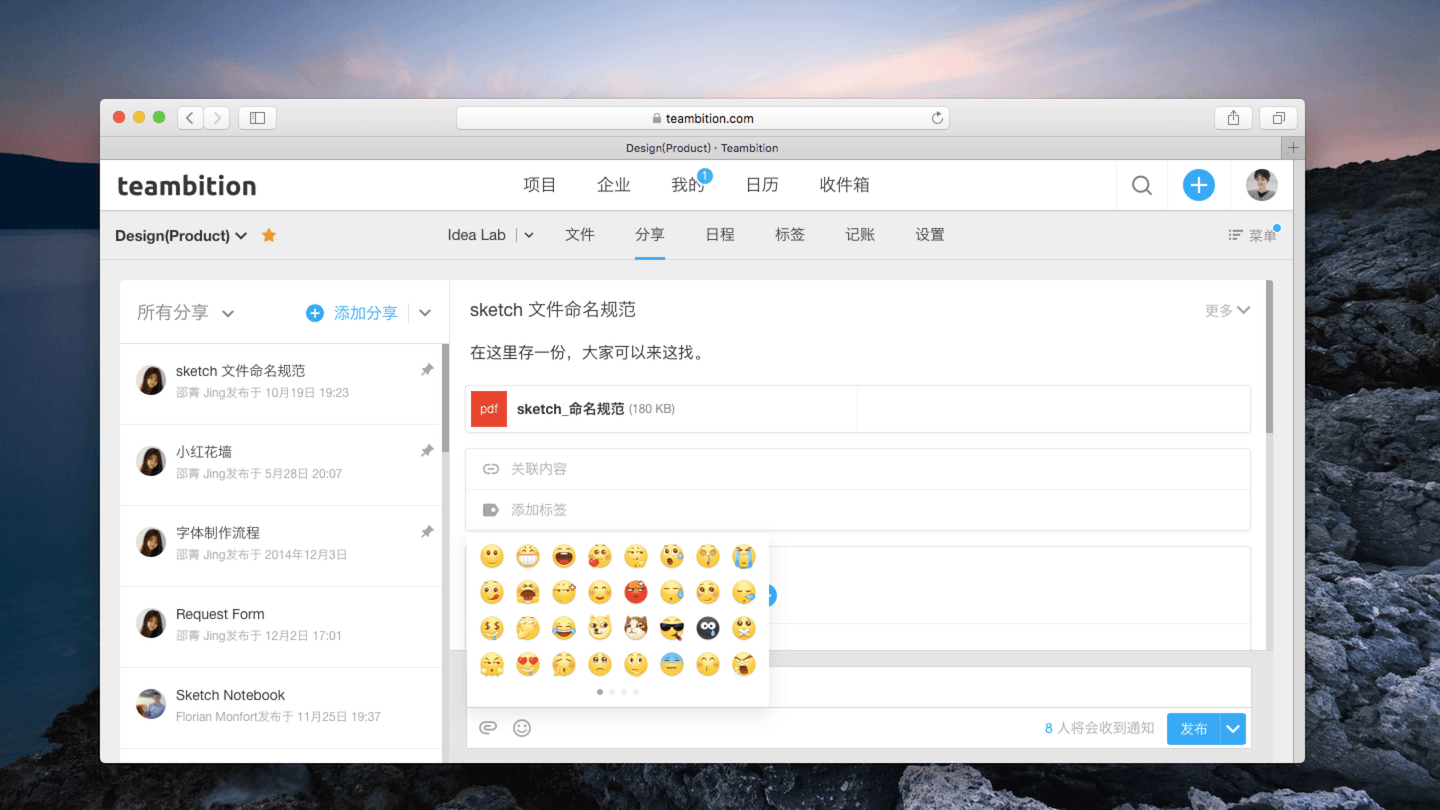 teambition.com
Design(Product) · Teambition
teambition
项目 企业 我的 1 日历 收件箱
Design(Product) Idea Lab 文件 分享 日程 标签 记账 设置 菜单
所有分享 添加分享
sketch 文件命名规范
邵菁 Jing发布于 10月19日 19:23
小红花墙
邵菁 Jing发布于 5月28日 20:07
字体制作流程
邵菁 Jing发布于 2014年12月3日
Request Form
邵菁 Jing发布于 12月2日 17:01
Sketch Notebook
Florian Monfort发布于 11月25日 19:37
sketch 文件命名规范 更多
在这里存一份，大家可以来这找。
pdf sketch_命名规范 (180 KB)
关联内容
添加标签
8 人将会收到通知 发布